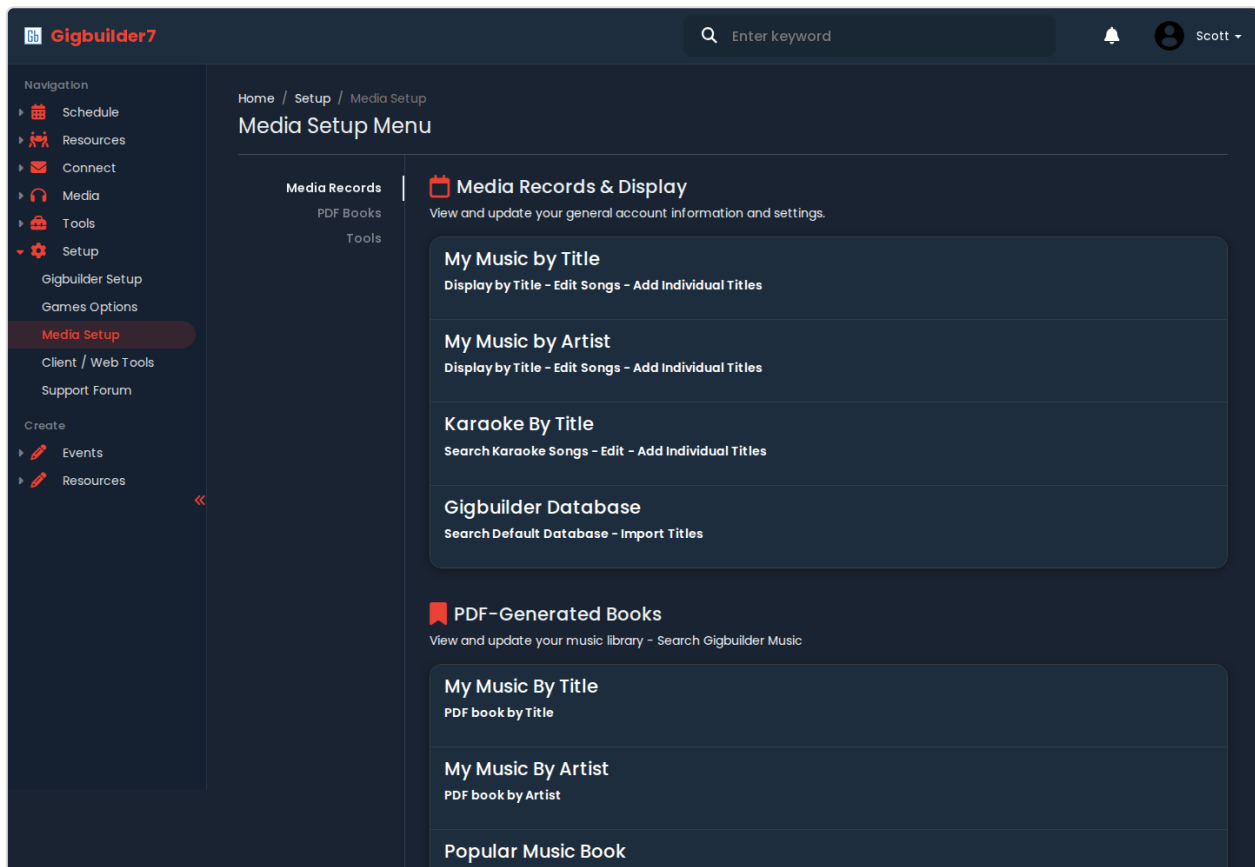 Gb Gigbuilder7
Enter keyword
Scott
Navigation
Schedule
Resources
Connect
Media
Tools
Setup
Gigbuilder Setup
Games Options
Media Setup
Client / Web Tools
Support Forum
Create
Events
Resources
Home / Setup / Media Setup
Media Setup Menu
Media Records
PDF Books
Tools
Media Records & Display
View and update your general account information and settings.
My Music by Title
Display by Title - Edit Songs - Add Individual Titles
My Music by Artist
Display by Title - Edit Songs - Add Individual Titles
Karaoke By Title
Search Karaoke Songs - Edit - Add Individual Titles
Gigbuilder Database
Search Default Database - Import Titles
PDF-Generated Books
View and update your music library - Search Gigbuilder Music
My Music By Title
PDF book by Title
My Music By Artist
PDF book by Artist
Popular Music Book